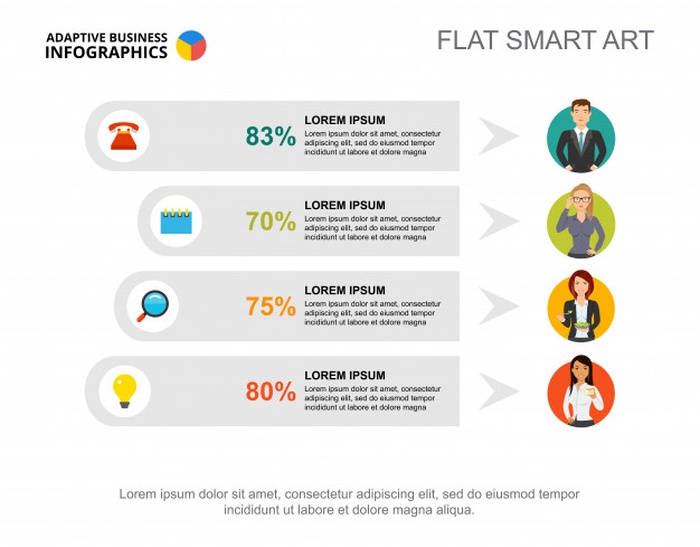 ADAPTIVE BUSINESS
INFOGRAPHICS
FLAT SMART ART
83%
LOREM IPSUM
Lorem ipsum dolor sit amet, consectetur
adipiscing elit, sed do eiusmod tempor
incididunt ut labore et dolore magna
70%
LOREM IPSUM
Lorem ipsum dolor sit amet, consectetur
adipiscing elit, sed do eiusmod tempor
incididunt ut labore et dolore magna
75%
LOREM IPSUM
Lorem ipsum dolor sit amet, consectetur
adipiscing elit, sed do eiusmod tempor
incididunt ut labore et dolore magna
80%
LOREM IPSUM
Lorem ipsum dolor sit amet, consectetur
adipiscing elit, sed do eiusmod tempor
incididunt ut labore et dolore magna
Lorem ipsum dolor sit amet, consectetur adipiscing elit, sed do eiusmod tempor
incididunt ut labore et dolore magna aliqua.